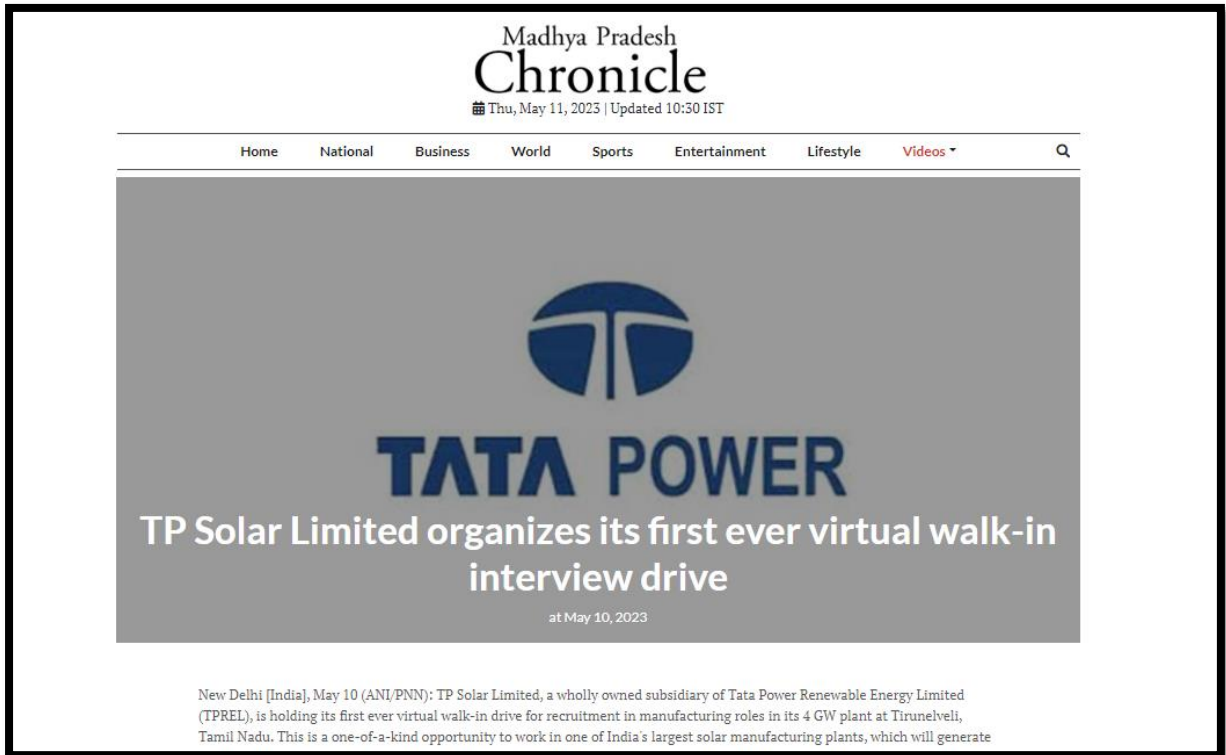 Madhya Pradesh
Chronicle
Thu, May 11, 2023 | Updated 10:30 IST
Home National Business World Sports Entertainment Lifestyle Videos
TATA POWER
TP Solar Limited organizes its first ever virtual walk-in
interview drive
at May 10, 2023
New Delhi [India], May 10 (ANI/PNN): TP Solar Limited, a wholly owned subsidiary of Tata Power Renewable Energy Limited
(TPREL), is holding its first ever virtual walk-in drive for recruitment in manufacturing roles in its 4 GW plant at Tirunelveli,
Tamil Nadu. This is a one-of-a-kind opportunity to work in one of India's largest solar manufacturing plants, which will generate